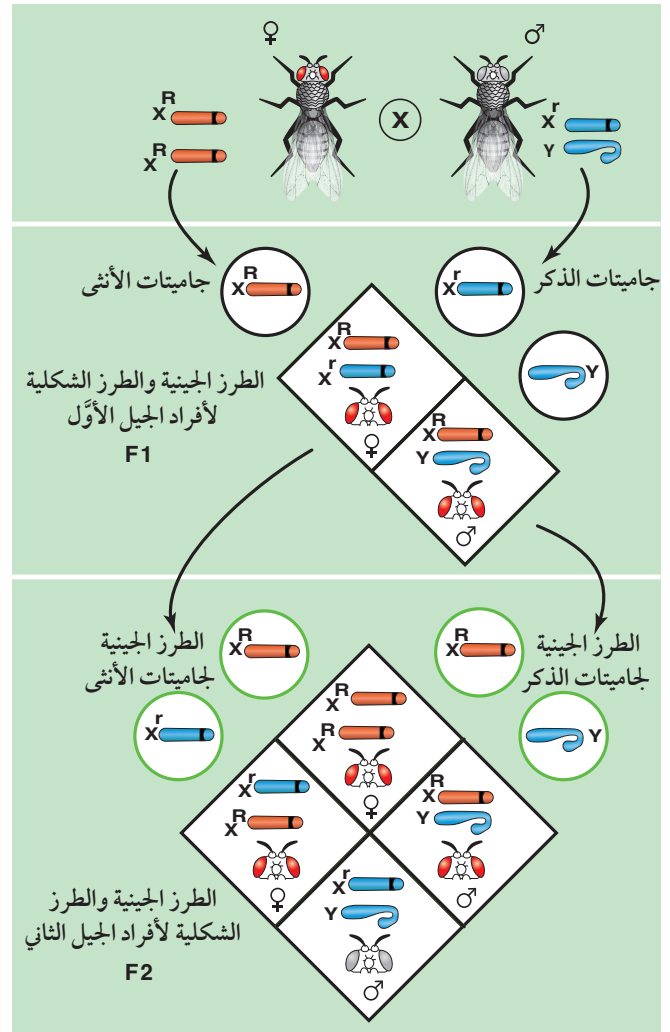 ♀ ♂
R
X
R
X
X
r
X
Y
جاميتات الأنثى
R
X
r
X
جاميتات الذكر
Y
الطرز الجينية والطرز الشكلية
لأفراد الجيل الأوَّل
F1
R
X
r
X
♀
R
X
Y
♂
الطرز الجينية
لجاميتات الأنثى
R
X
r
X
الطرز الجينية
لجاميتات الذكر
R
X
Y
R
X
R
X
♀
r
X
R
X
♀
R
X
Y
♂
r
X
Y
♂
الطرز الجينية والطرز
الشكلية لأفراد الجيل الثاني
F2